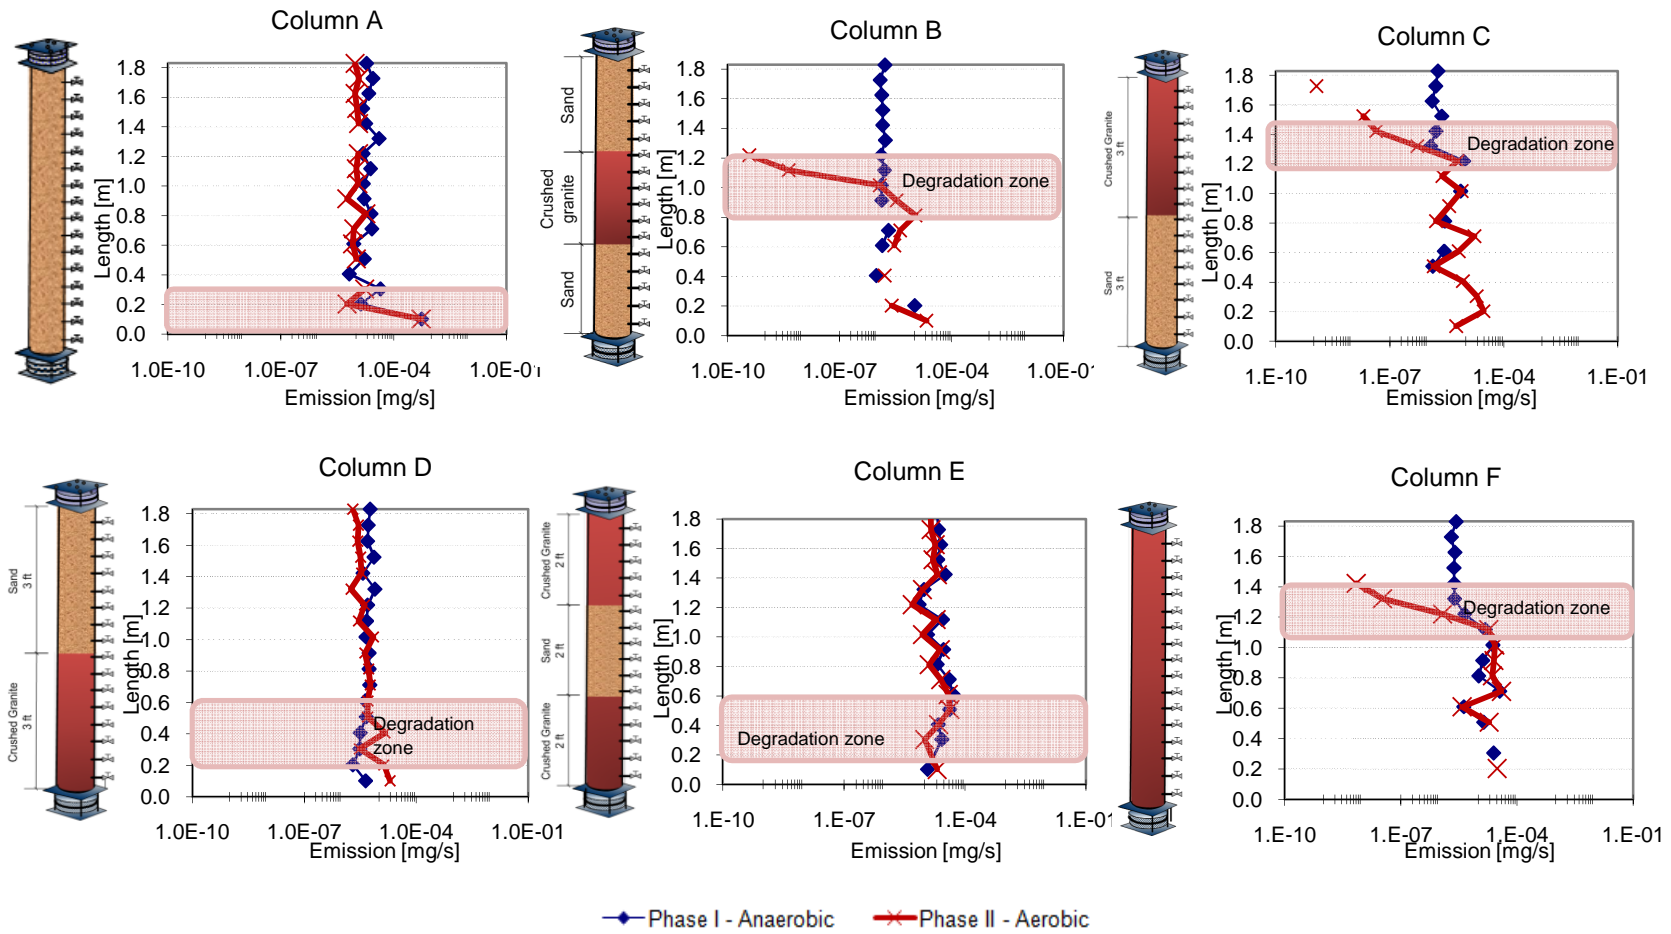 Column A
1.8
1.6
1.4
1.2
1.0
0.8
0.6
0.4
0.2
0.0
Length [m]
1.0E-10 1.0E-07 1.0E-04 1.0E-01
Emission [mg/s]
Column B
Sand
Crushed granite
Sand
1.8
1.6
1.4
1.2
1.0
0.8
0.6
0.4
0.2
0.0
Length [m]
Degradation zone
1.0E-10 1.0E-07 1.0E-04 1.0E-01
Emission [mg/s]
Column C
Crushed Granite
3 ft
Sand
3 ft
1.8
1.6
1.4
1.2
1.0
0.8
0.6
0.4
0.2
0.0
Length [m]
Degradation zone
1.E-10 1.E-07 1.E-04 1.E-01
Emission [mg/s]
Column D
Sand
3 ft
Crushed Granite
3 ft
1.8
1.6
1.4
1.2
1.0
0.8
0.6
0.4
0.2
0.0
Length [m]
Degradation
zone
1.0E-10 1.0E-07 1.0E-04 1.0E-01
Emission [mg/s]
Column E
Crushed Granite
2 ft
Sand
2 ft
Crushed Granite
2 ft
1.8
1.6
1.4
1.2
1.0
0.8
0.6
0.4
0.2
0.0
Length [m]
Degradation zone
1.E-10 1.E-07 1.E-04 1.E-01
Emission [mg/s]
Column F
1.8
1.6
1.4
1.2
1.0
0.8
0.6
0.4
0.2
0.0
Length [m]
Degradation zone
1.E-10 1.E-07 1.E-04 1.E-01
Emission [mg/s]
Phase I - Anaerobic Phase II - Aerobic